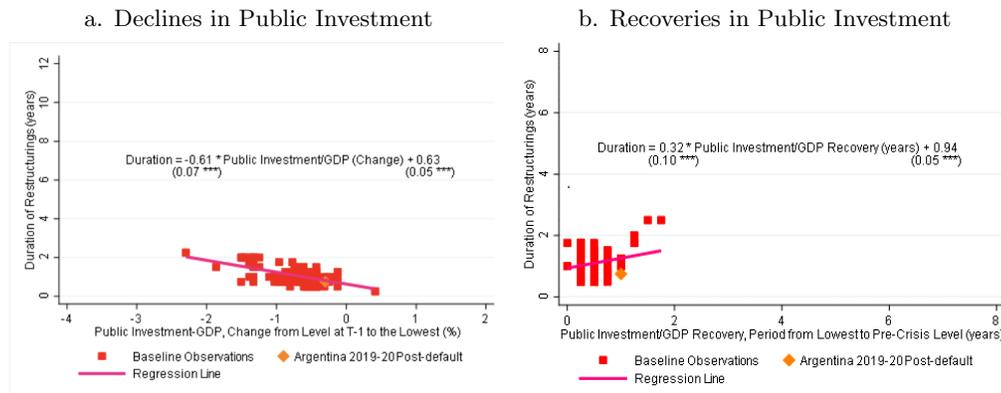 a. Declines in Public Investment
12
10
8
6
4
2
0
Duration of Restructurings (years)
Duration = -0.61 * Public Investment/GDP (Change) + 0.63
(0.07 ***) (0.05 ***)
-4 -3 -2 -1 0 1 2
Public Investment-GDP, Change from Level at T-1 to the Lowest (%)
Baseline Observations Argentina 2019-20 Post-default
Regression Line
b. Recoveries in Public Investment
8
6
4
2
0
Duration of Restructurings (years)
Duration = 0.32 * Public Investment/GDP Recovery (years) + 0.94
(0.10 ***) (0.05 ***)
0 2 4 6 8
Public Investment/GDP Recovery, Period from Lowest to Pre-Crisis Level (years)
Baseline Observations Argentina 2019-20 Post-default
Regression Line